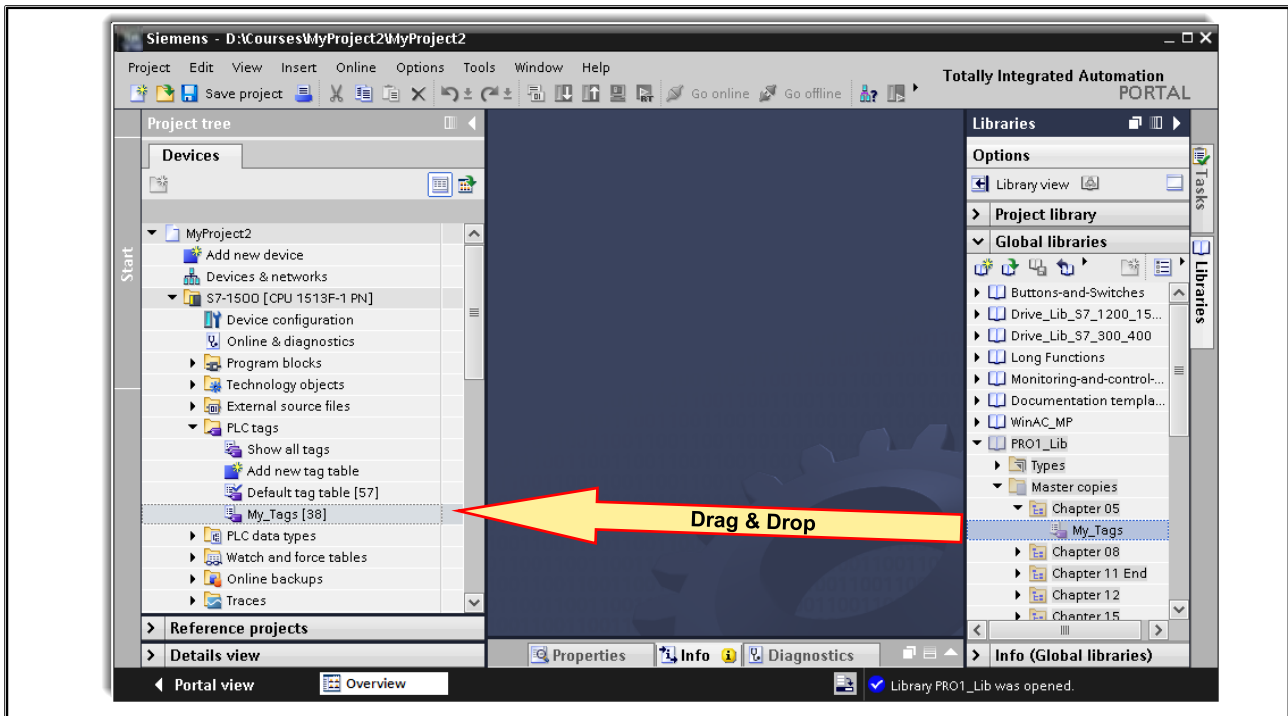 Siemens - D:\Courses\MyProject2\MyProject2
Project Edit View Insert Online Options Tools Window Help
Totally Integrated Automation
PORTAL
Save project
Go online
Go offline
Project tree
Devices
Start
MyProject2
Add new device
Devices & networks
S7-1500 [CPU 1513F-1 PN]
Device configuration
Online & diagnostics
Program blocks
Technology objects
External source files
PLC tags
Show all tags
Add new tag table
Default tag table [57]
My_Tags [38]
PLC data types
Watch and force tables
Online backups
Traces
Reference projects
Details view
Drag & Drop
Properties
Info
Diagnostics
Libraries
Options
Library view
Project library
Global libraries
Buttons-and-Switches
Drive_Lib_S7_1200_15...
Drive_Lib_S7_300_400
Long Functions
Monitoring-and-control-...
Documentation templa...
WinAC_MP
PRO1_Lib
Types
Master copies
Chapter 05
My_Tags
Chapter 08
Chapter 11 End
Chapter 12
Chapter 15
Info (Global libraries)
Tasks
Libraries
Portal view
Overview
Library PRO1_Lib was opened.